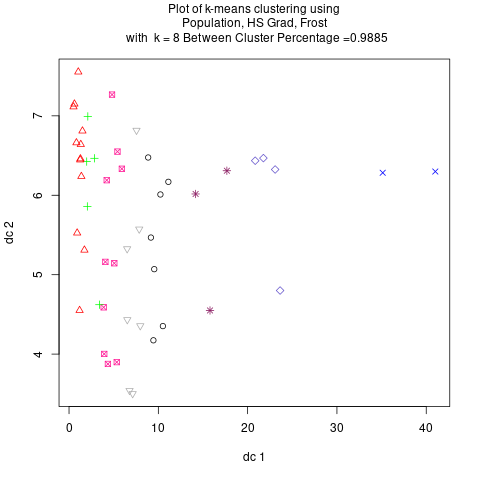 Plot of k-means clustering using
Population, HS Grad, Frost
with k = 8 Between Cluster Percentage =0.9885
7
6
5
4
dc 2
0 10 20 30 40
dc 1